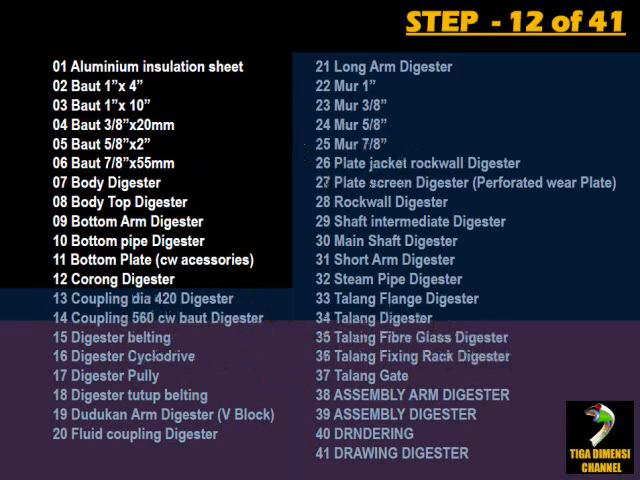 STEP - 12 of 41
01 Aluminium insulation sheet
02 Baut 1”x 4”
03 Baut 1”x 10”
04 Baut 3/8”x20mm
05 Baut 5/8”x2”
06 Baut 7/8”x55mm
07 Body Digester
08 Body Top Digester
09 Bottom Arm Digester
10 Bottom pipe Digester
11 Bottom Plate (cw acessories)
12 Corong Digester
13 Coupling dia 420 Digester
14 Coupling 560 cw baut Digester
15 Digester belting
16 Digester Cyclodrive
17 Digester Pully
18 Digester tutup belting
19 Dudukan Arm Digester (V Block)
20 Fluid coupling Digester
21 Long Arm Digester
22 Mur 1”
23 Mur 3/8”
24 Mur 5/8”
25 Mur 7/8”
26 Plate jacket rockwall Digester
27 Plate screen Digester (Perforated wear Plate)
28 Rockwall Digester
29 Shaft intermediate Digester
30 Main Shaft Digester
31 Short Arm Digester
32 Steam Pipe Digester
33 Talang Flange Digester
34 Talang Digester
35 Talang Fibre Glass Digester
36 Talang Fixing Rack Digester
37 Talang Gate
38 ASSEMBLY ARM DIGESTER
39 ASSEMBLY DIGESTER
40 DRNDERING
41 DRAWING DIGESTER
TIGA DIMENSI
CHANNEL